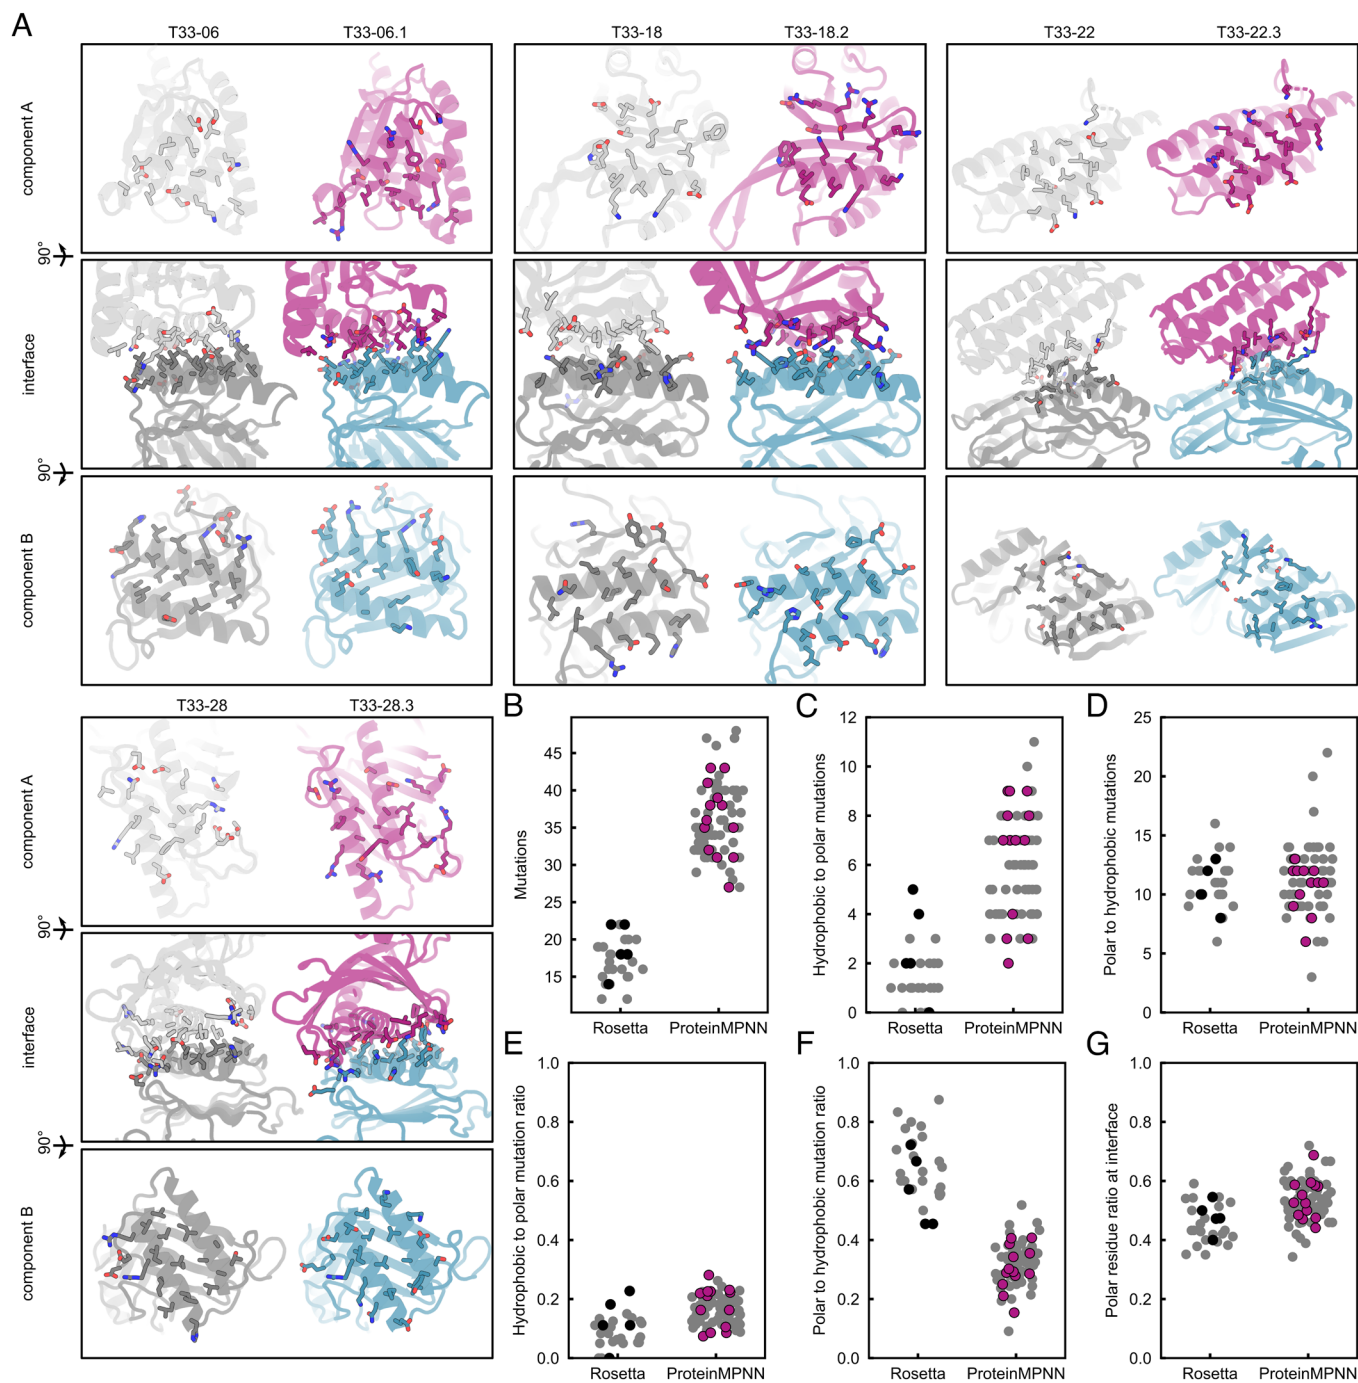 A
T33-06 T33-06.1 T33-18 T33-18.2 T33-22 T33-22.3
component A
90°
interface
90°
component B
T33-28 T33-28.3
component A
90°
interface
90°
component B
B
Mutations
45
40
35
30
25
20
15
Rosetta ProteinMPNN
C
Hydrophobic to polar mutations
12
10
8
6
4
2
0
Rosetta ProteinMPNN
D
Polar to hydrophobic mutations
25
20
15
10
5
0
Rosetta ProteinMPNN
E
Hydrophobic to polar mutation ratio
1.0
0.8
0.6
0.4
0.2
0.0
Rosetta ProteinMPNN
F
Polar to hydrophobic mutation ratio
1.0
0.8
0.6
0.4
0.2
0.0
Rosetta ProteinMPNN
G
Polar residue ratio at interface
1.0
0.8
0.6
0.4
0.2
0.0
Rosetta ProteinMPNN